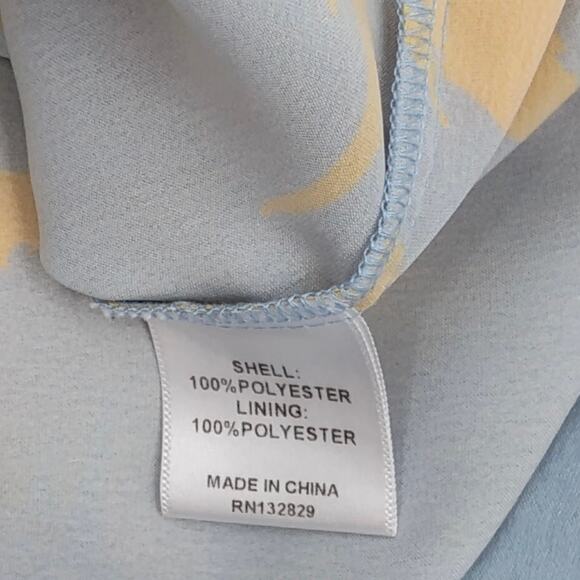 SHELL:
100%POLYESTER
LINING:
100%POLYESTER
MADE IN CHINA
RN132829